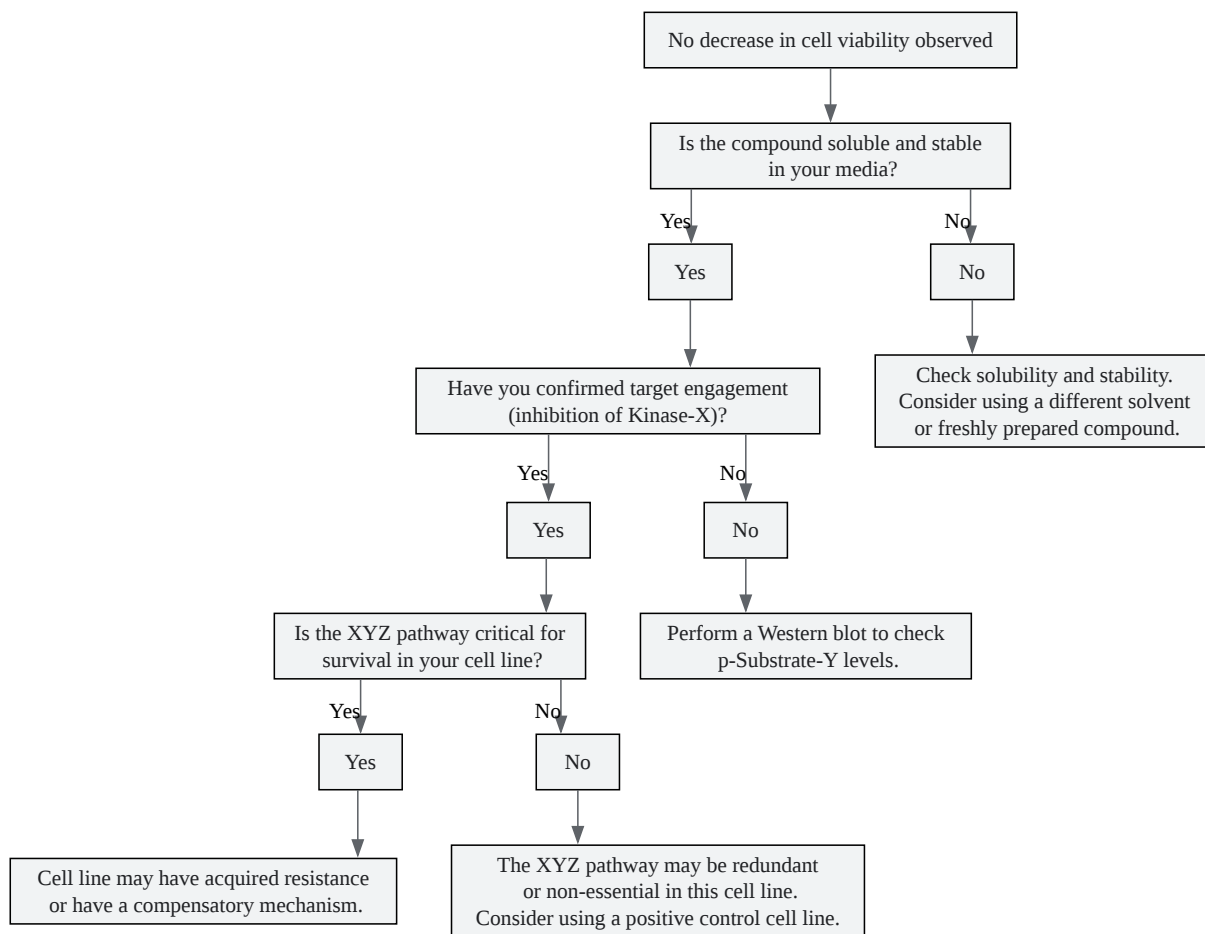 No decrease in cell viability observed
Is the compound soluble and stable
in your media?
Yes
No
Yes
No
Have you confirmed target engagement
(inhibition of Kinase-X)?
Check solubility and stability.
Consider using a different solvent
or freshly prepared compound.
Yes
No
Yes
No
Is the XYZ pathway critical for
survival in your cell line?
Perform a Western blot to check
p-Substrate-Y levels.
Yes
No
Yes
No
Cell line may have acquired resistance
or have a compensatory mechanism.
The XYZ pathway may be redundant
or non-essential in this cell line.
Consider using a positive control cell line.